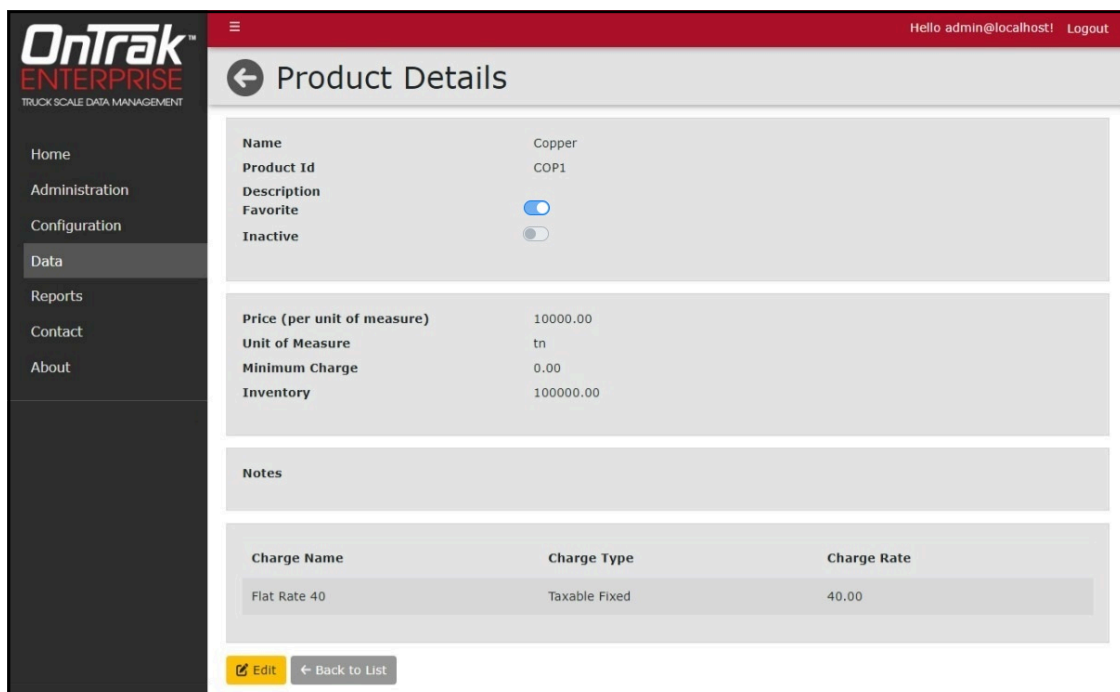 OnTrak™
ENTERPRISE
TRUCK SCALE DATA MANAGEMENT
Home
Administration
Configuration
Data
Reports
Contact
About
Hello admin@localhost! Logout
Product Details
Name Copper
Product Id COP1
Description
Favorite
Inactive
Price (per unit of measure) 10000.00
Unit of Measure tn
Minimum Charge 0.00
Inventory 100000.00
Notes
Charge Name Charge Type Charge Rate
Flat Rate 40 Taxable Fixed 40.00
Edit ← Back to List